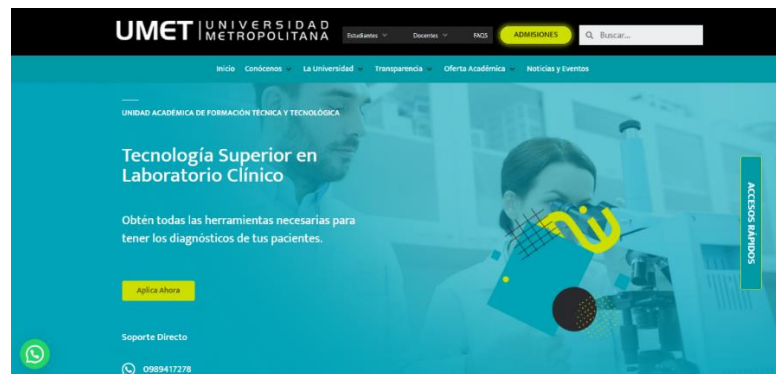 UMET UNIVERSIDAD
METROPOLITANA
Estudiantes Docentes FAQS ADMISIONES Buscar...
Inicio Conócenos La Universidad Transparencia Oferta Académica Noticias y Eventos
UNIDAD ACADÉMICA DE FORMACIÓN TÉCNICA Y TECNOLÓGICA
Tecnología Superior en
Laboratorio Clínico
Obtén todas las herramientas necesarias para
tener los diagnósticos de tus pacientes.
Aplica Ahora
Soporte Directo
0989417278
ACCESOS RÁPIDOS